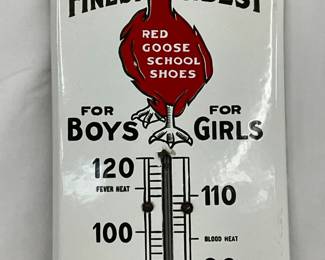 RED
GOOSE
SCHOOL
SHOES
FOR FOR
BOYS GIRLS
120
FEVER HEAT
110
100
BLOOD HEAT